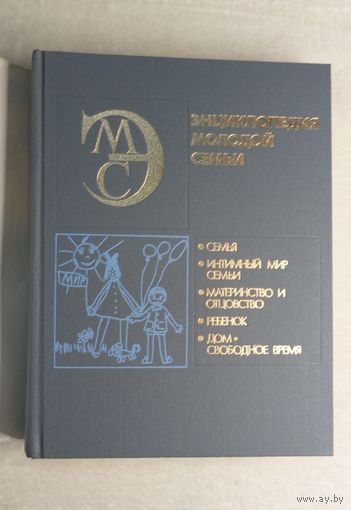 ЭМС
ЭНЦИКЛОПЕДИЯ
МОЛОДОЙ
СЕМЬИ
• СЕМЬЯ
• ИНТИМНЫЙ МИР
СЕМЬИ
• МАТЕРИНСТВО И
ОТЦОВСТВО
• РЕБЕНОК
• ДОМ •
СВОБОДНОЕ ВРЕМЯ
МИР
www.ay.by